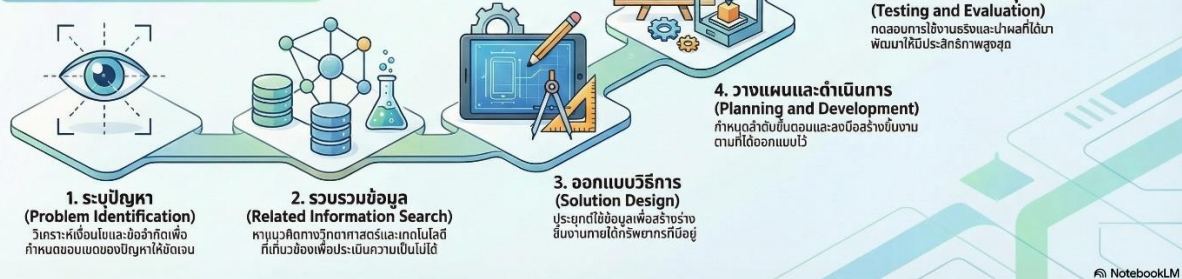 1. ระบุปัญหา
(Problem Identification)
วิเคราะห์เงื่อนไขและข้อจำกัดเพื่อ
กำหนดขอบเขตของปัญหาให้ชัดเจน
2. รวบรวมข้อมูล
(Related Information Search)
หาแนวคิดทางวิทยาศาสตร์และเทคโนโลยี
ที่เกี่ยวข้องเพื่อประเมินความเป็นไปได้
3. ออกแบบวิธีการ
(Solution Design)
ประยุกต์ใช้ข้อมูลเพื่อสร้างร่าง
ชิ้นงานภายใต้ทรัพยากรที่มีอยู่
4. วางแผนและดำเนินการ
(Planning and Development)
กำหนดลำดับขั้นตอนและลงมือสร้างชิ้นงาน
ตามที่ได้ออกแบบไว้
(Testing and Evaluation)
ทดสอบการใช้งานจริงและนำผลที่ได้มา
พัฒนาให้มีประสิทธิภาพสูงสุด
NotebookLM